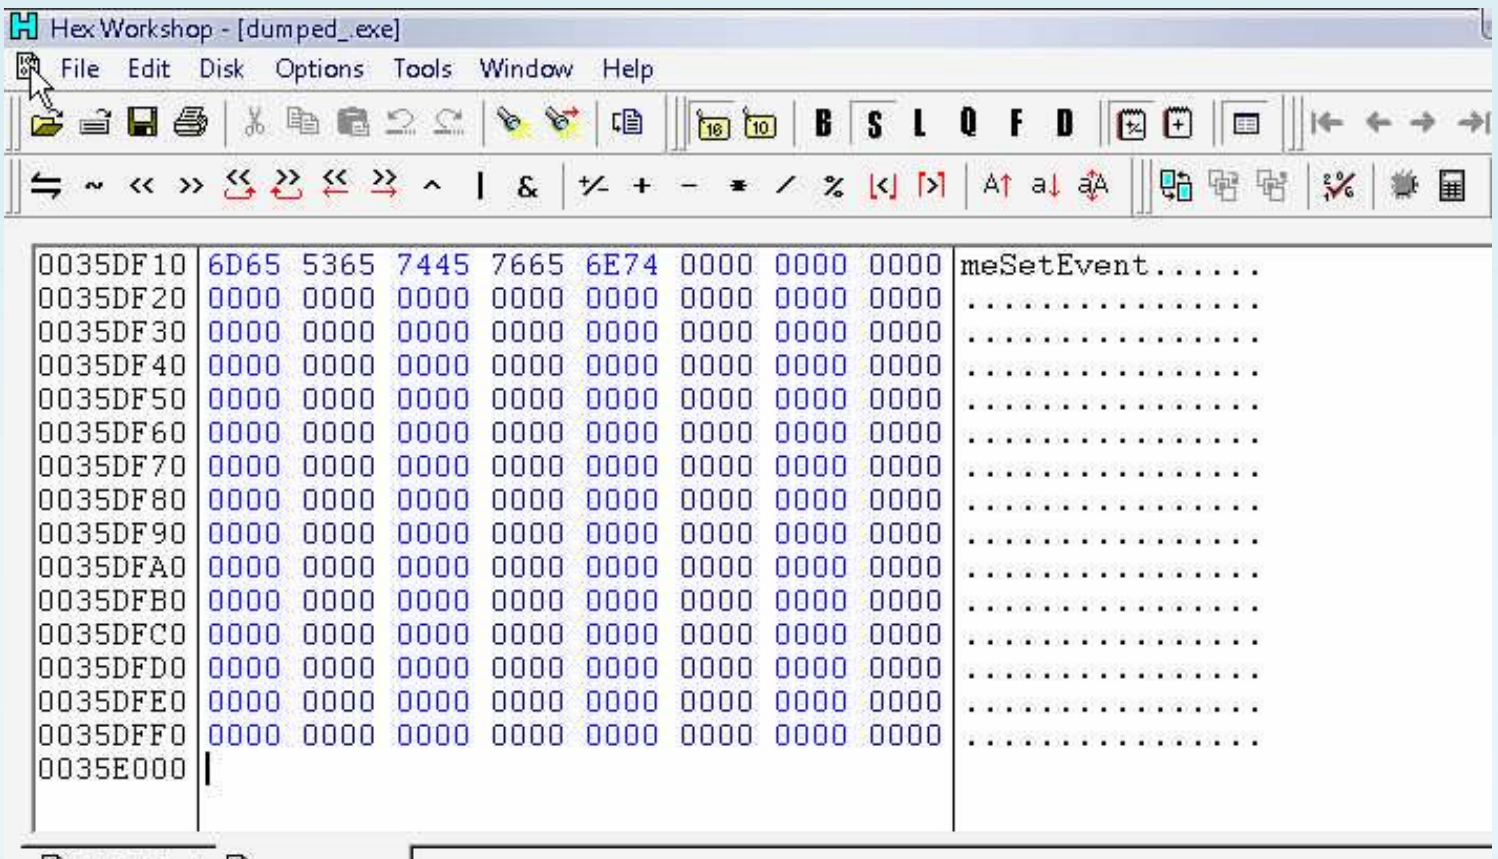 Hex Workshop - [dumped_.exe]
File Edit Disk Options Tools Window Help
16 10 B S L Q F D
~ << >> << >> << >> ^ | & +/- + - * / % A a aA
0035DF10 6D65 5365 7445 7665 6E74 0000 0000 0000 meSetEvent......
0035DF20 0000 0000 0000 0000 0000 0000 0000 0000 ................
0035DF30 0000 0000 0000 0000 0000 0000 0000 0000 ................
0035DF40 0000 0000 0000 0000 0000 0000 0000 0000 ................
0035DF50 0000 0000 0000 0000 0000 0000 0000 0000 ................
0035DF60 0000 0000 0000 0000 0000 0000 0000 0000 ................
0035DF70 0000 0000 0000 0000 0000 0000 0000 0000 ................
0035DF80 0000 0000 0000 0000 0000 0000 0000 0000 ................
0035DF90 0000 0000 0000 0000 0000 0000 0000 0000 ................
0035DFA0 0000 0000 0000 0000 0000 0000 0000 0000 ................
0035DFB0 0000 0000 0000 0000 0000 0000 0000 0000 ................
0035DFC0 0000 0000 0000 0000 0000 0000 0000 0000 ................
0035DFD0 0000 0000 0000 0000 0000 0000 0000 0000 ................
0035DFE0 0000 0000 0000 0000 0000 0000 0000 0000 ................
0035DFF0 0000 0000 0000 0000 0000 0000 0000 0000 ................
0035E000